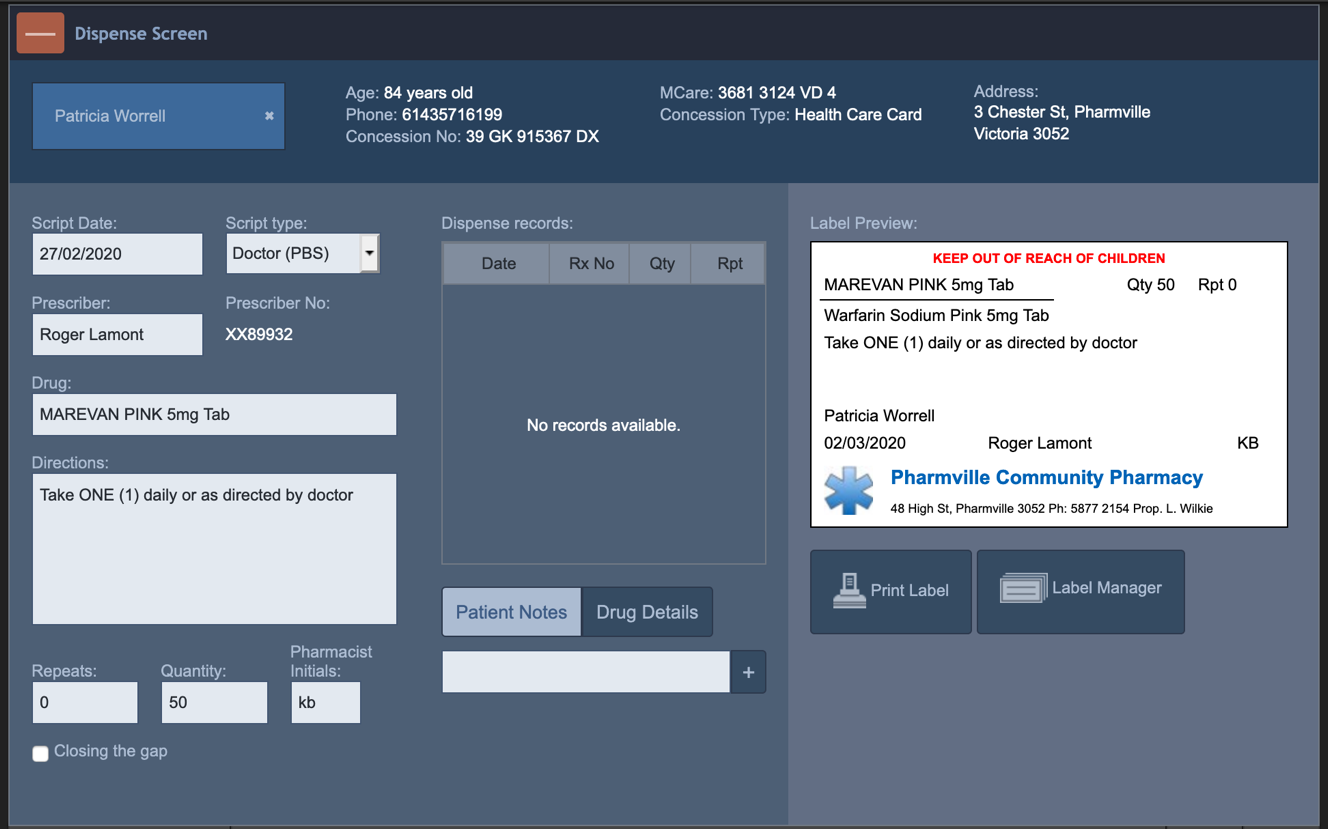 Dispense Screen
Patricia Worrell ✖
Age: 84 years old
Phone: 61435716199
Concession No: 39 GK 915367 DX
MCare: 3681 3124 VD 4
Concession Type: Health Care Card
Address:
3 Chester St, Pharmville
Victoria 3052
Script Date:
27/02/2020
Script type:
Doctor (PBS)
Prescriber:
Roger Lamont
Prescriber No:
XX89932
Drug:
MAREVAN PINK 5mg Tab
Directions:
Take ONE (1) daily or as directed by doctor
Repeats:
0
Quantity:
50
Pharmacist
Initials:
kb
Closing the gap
Dispense records:
Date Rx No Qty Rpt
No records available.
Patient Notes Drug Details
+
Label Preview:
KEEP OUT OF REACH OF CHILDREN
MAREVAN PINK 5mg Tab Qty 50 Rpt 0
Warfarin Sodium Pink 5mg Tab
Take ONE (1) daily or as directed by doctor
Patricia Worrell
02/03/2020 Roger Lamont KB
Pharmville Community Pharmacy
48 High St, Pharmville 3052 Ph: 5877 2154 Prop. L. Wilkie
Print Label Label Manager